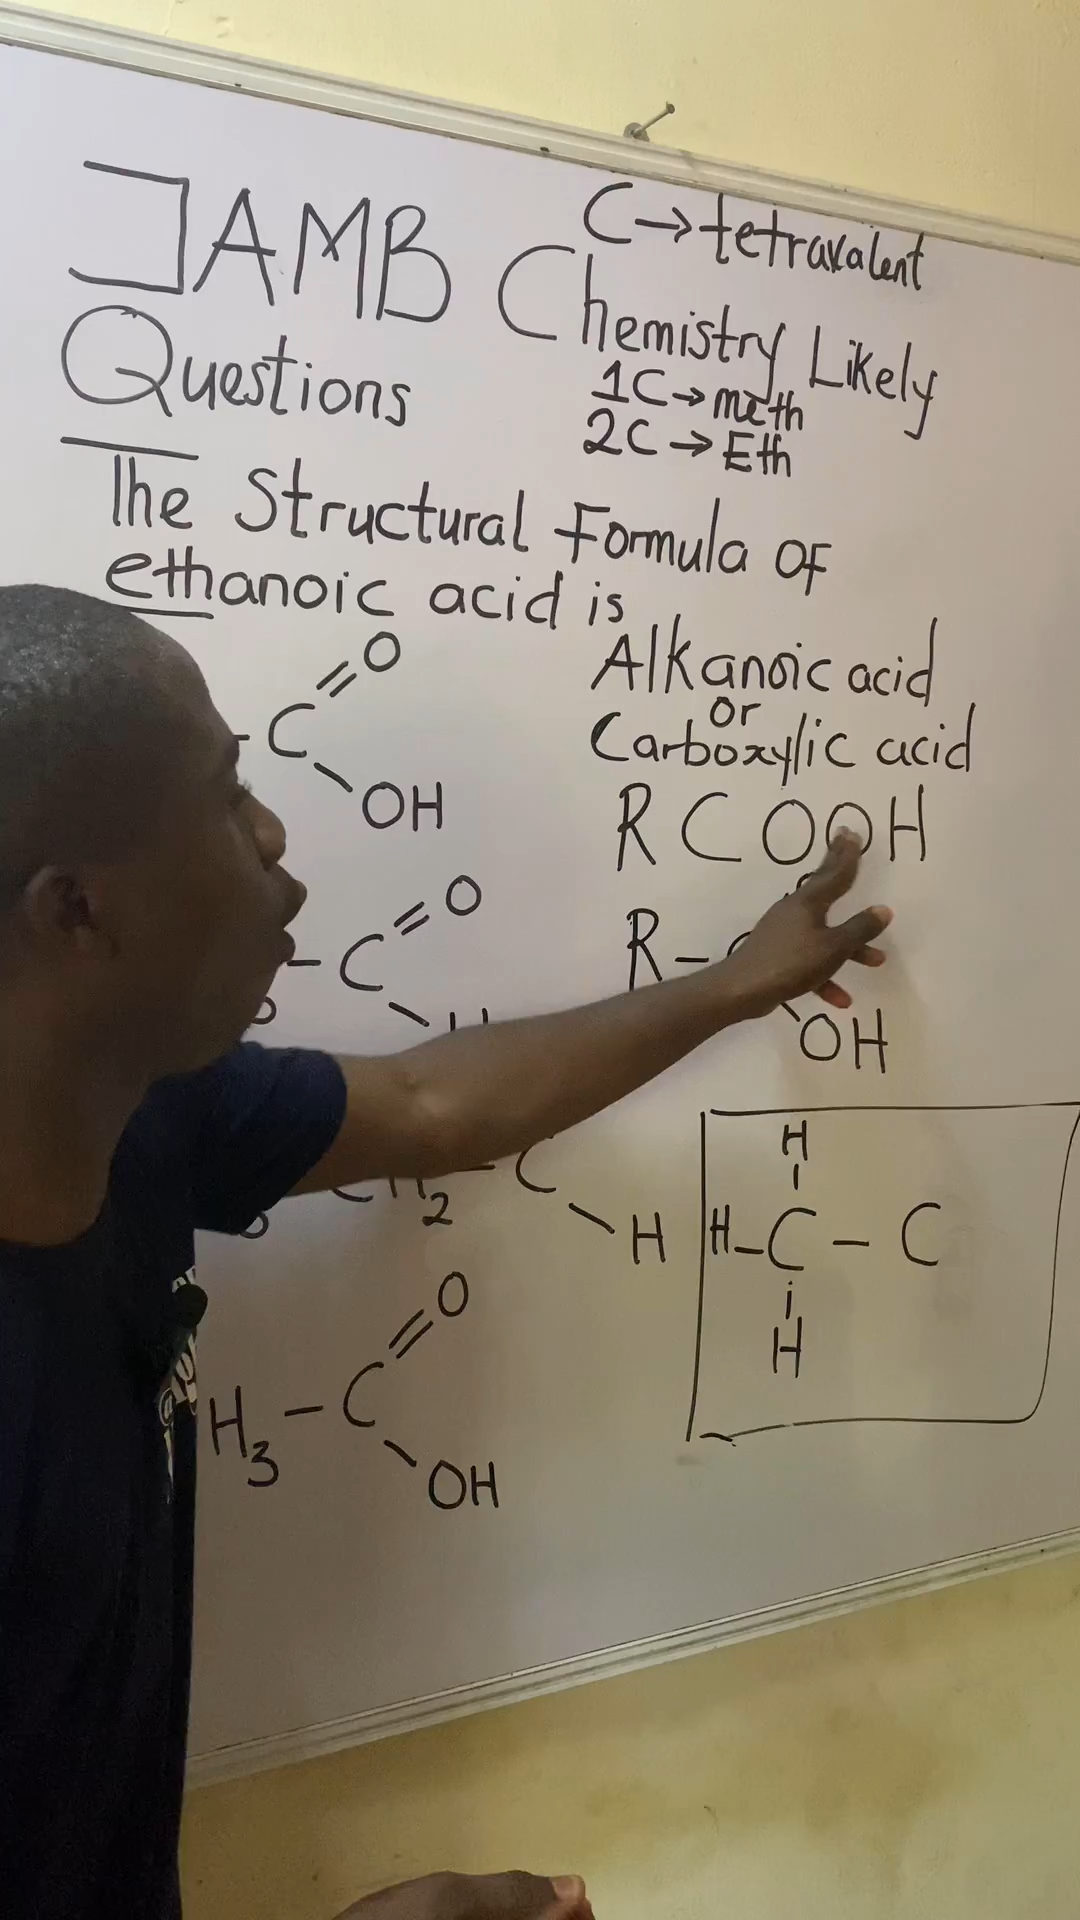 C→tetravalent
JAMB Chemistry Likely
Questions
1C→meth
2C→Eth
The Structural Formula of
ethanoic acid is
Alkanoic acid
or
Carboxylic acid
RCOOH
R-
OH
O
-C
OH
O
-C
H
H2-C
H
O
H3-C
OH
H
H-C-C
H